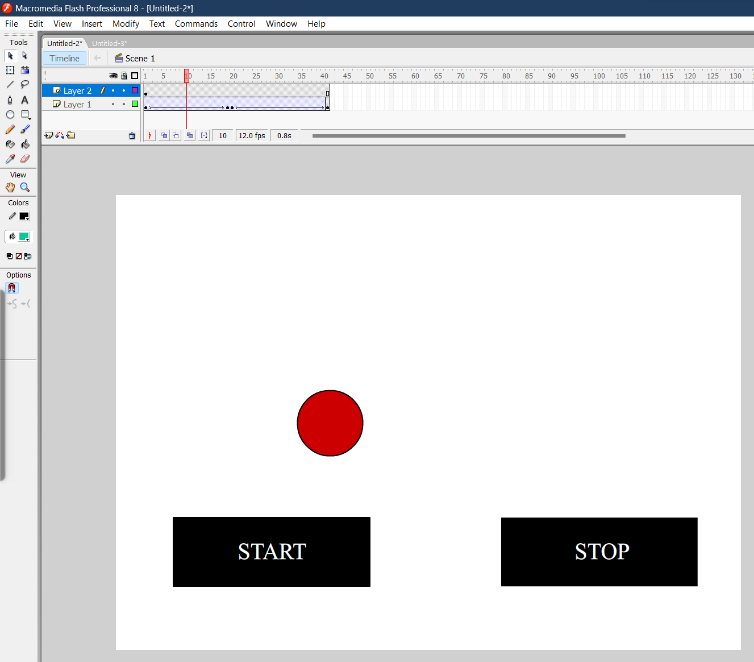 Macromedia Flash Professional 8 - [Untitled-2*]
File Edit View Insert Modify Text Commands Control Window Help
Tools
Untitled-2* Untitled-3*
Timeline Scene 1
1 5 10 15 20 25 30 35 40 45 50 55 60 65 70 75 80 85 90 95 100 105 110 115 120 125 130
Layer 2
Layer 1
10 12.0 fps 0.8s
View
Colors
Options
START STOP